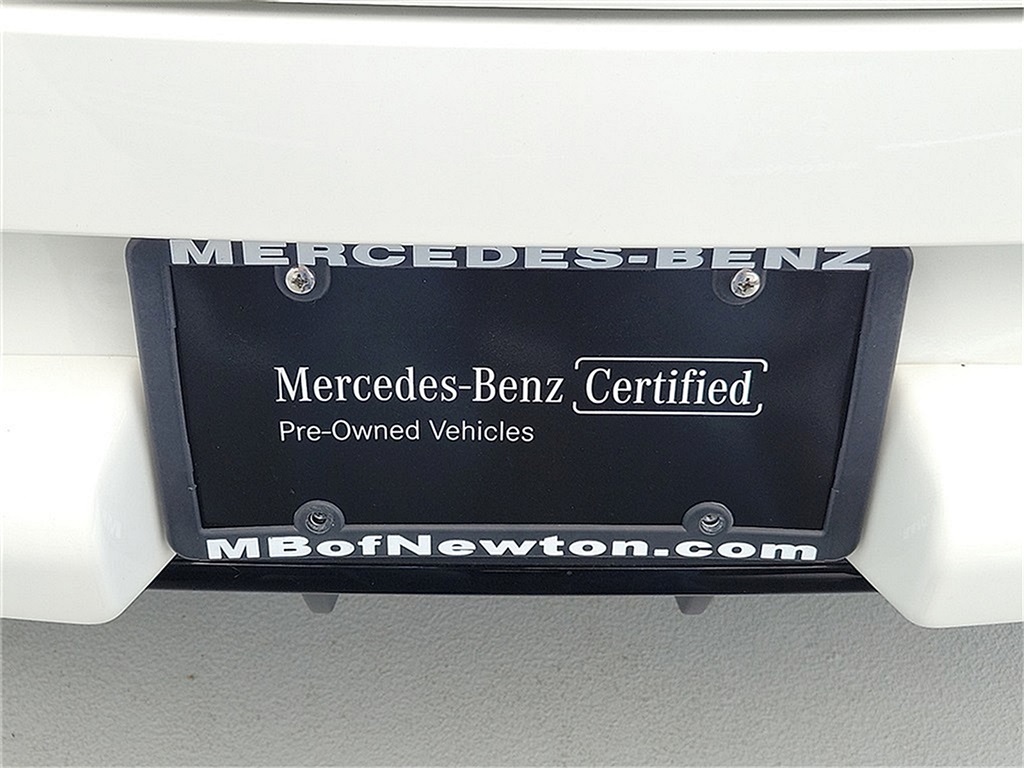 MERCEDES-BENZ
Mercedes-Benz Certified
Pre-Owned Vehicles
MBofNewton.com